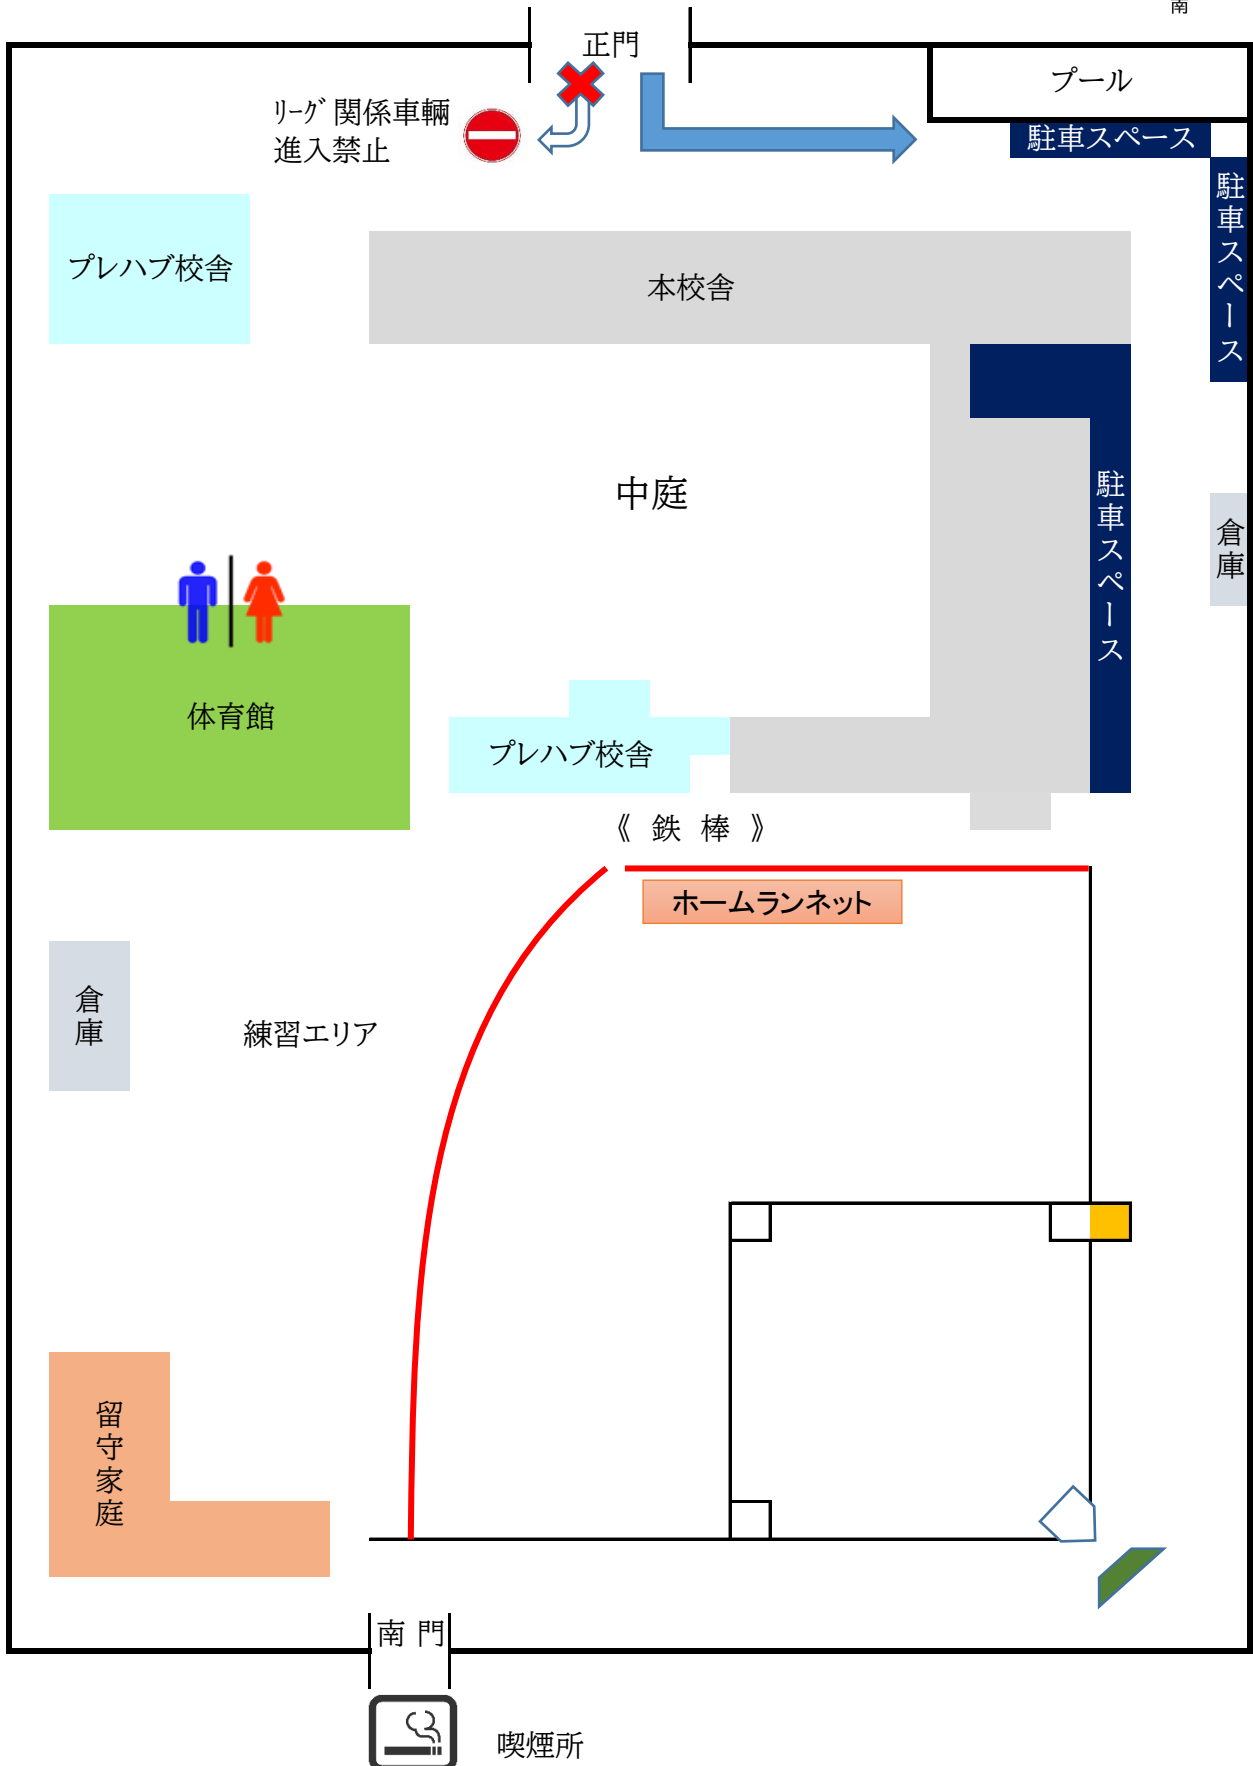 南
正門
プール
リーグ関係車輌
進入禁止
駐車スペース
駐車スペース
プレハブ校舎
本校舎
中庭
駐車スペース
倉庫
体育館
プレハブ校舎
《 鉄 棒 》
ホームランネット
倉庫
練習エリア
留守家庭
南 門
喫煙所